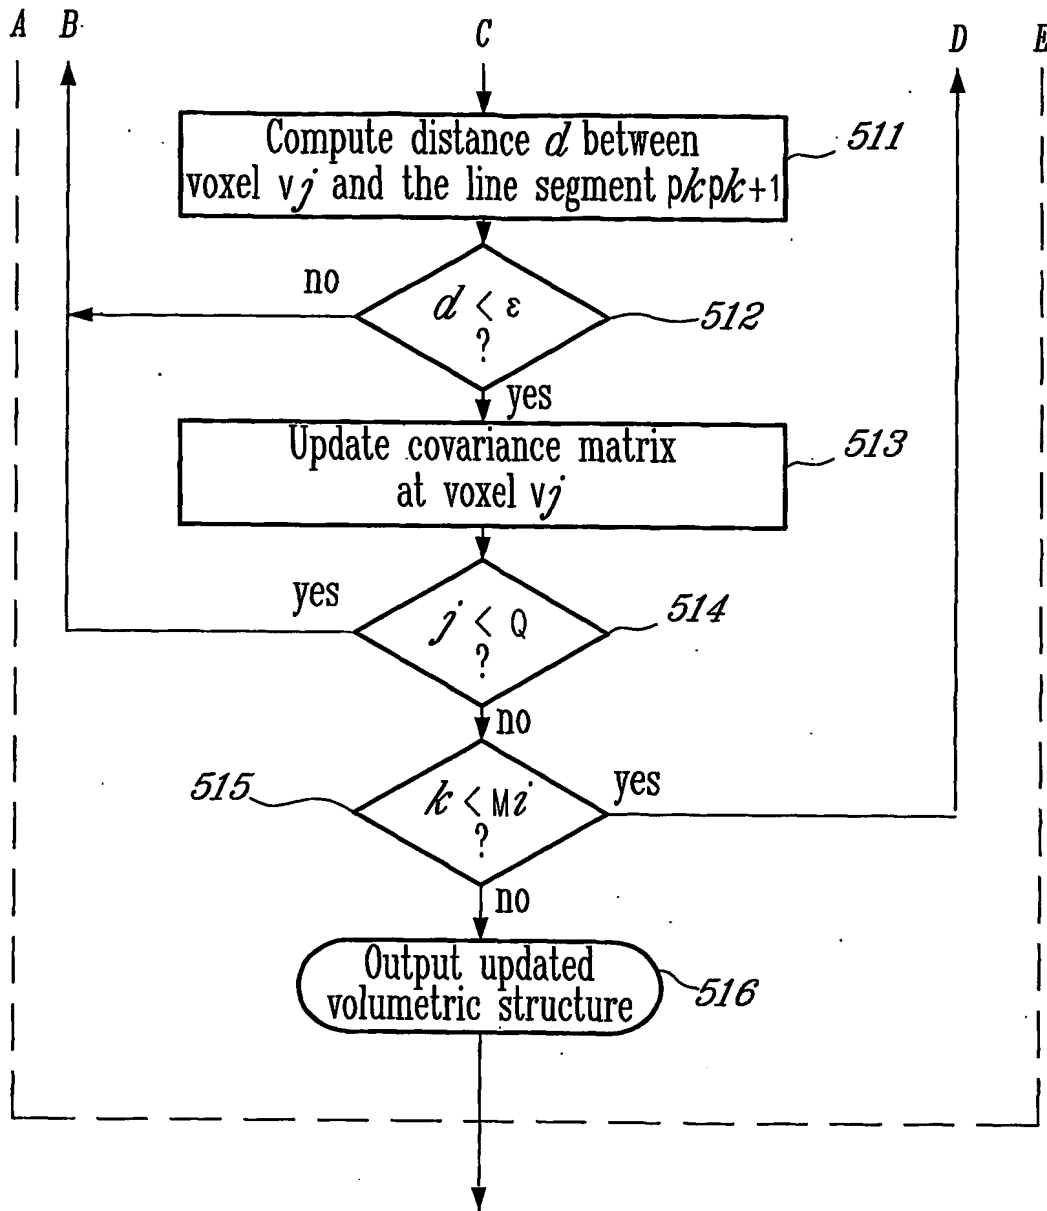 A B C D E
Compute distance d between
voxel vj and the line segment pkpk+1
511
no
d < ε
?
512
yes
Update covariance matrix
at voxel vj
513
yes
j < Q
?
514
no
515
k < Mi
?
yes
no
Output updated
volumetric structure
516